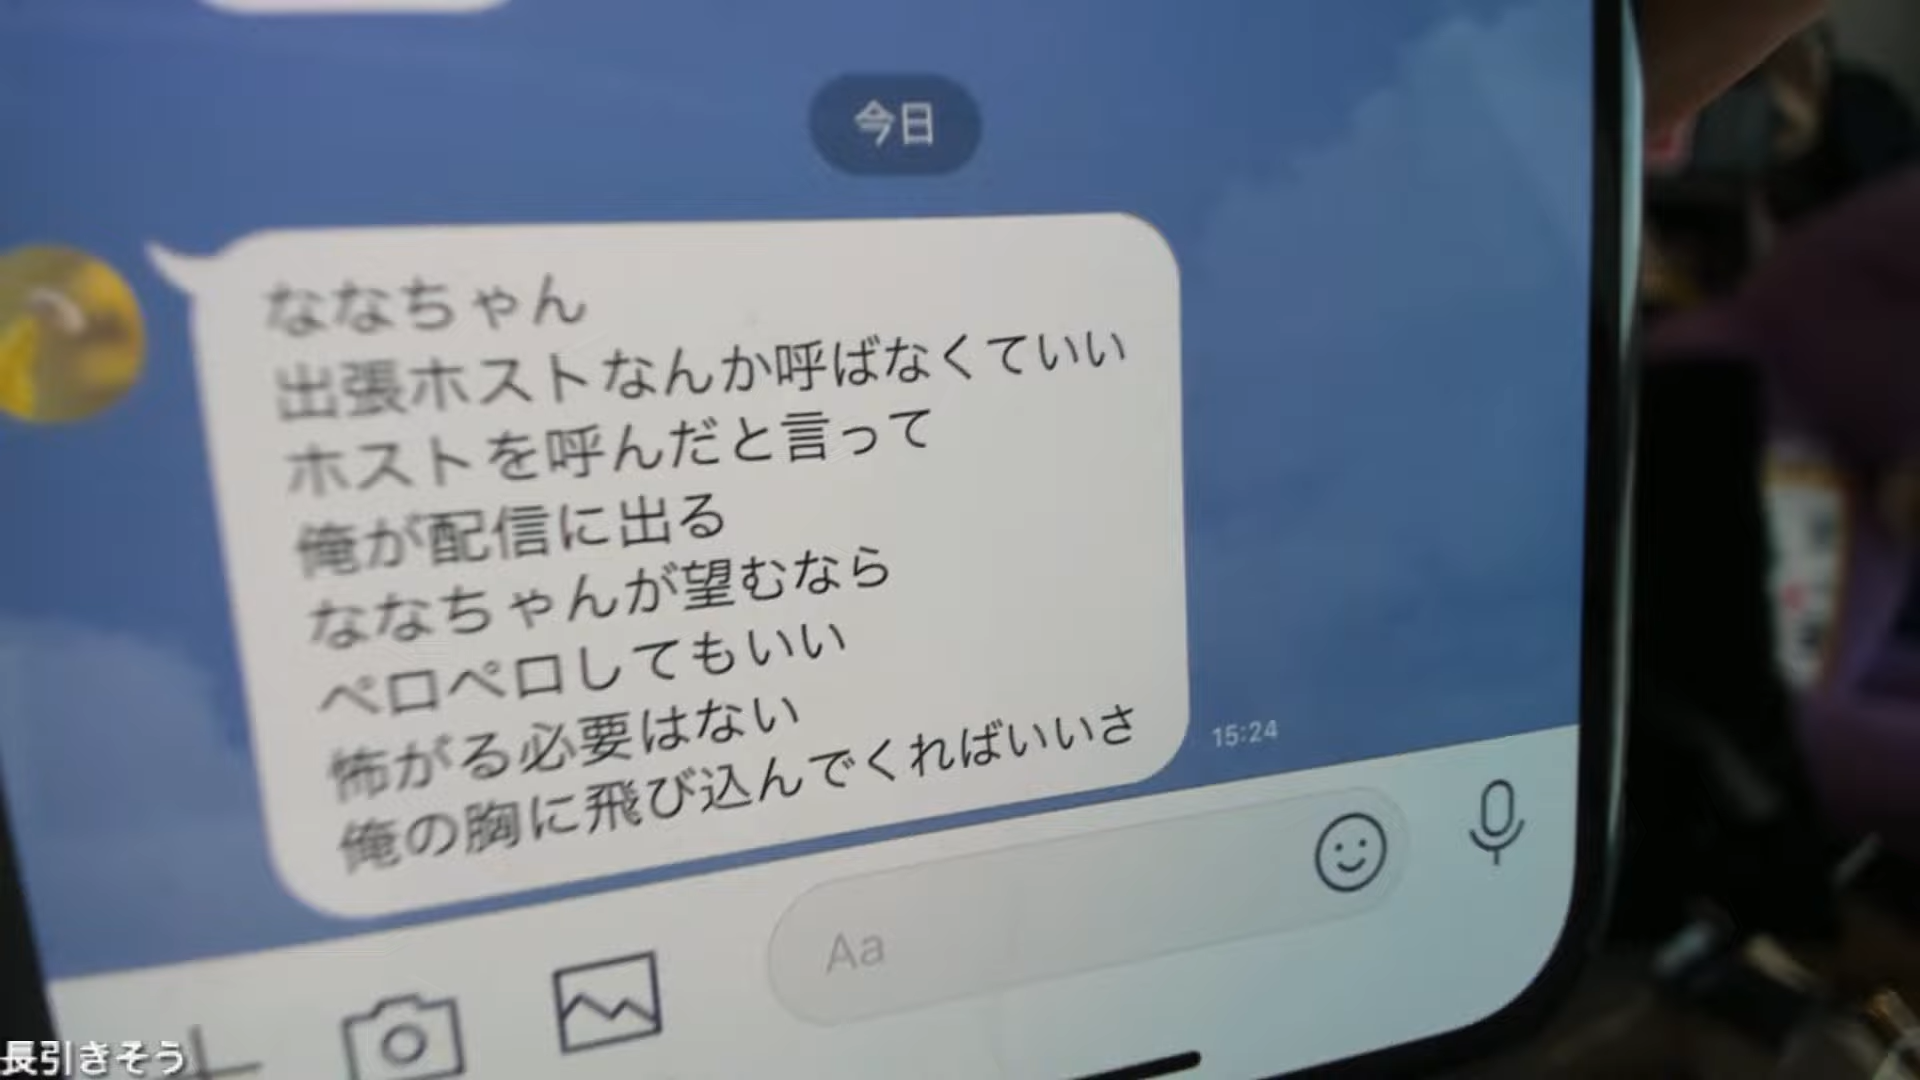 今日
ななちゃん
出張ホストなんか呼ばなくていい
ホストを呼んだと言って
俺が配信に出る
ななちゃんが望むなら
ペロペロしてもいい
怖がる必要はない
俺の胸に飛び込んでくればいいさ
15:24
Aa
長引きそう